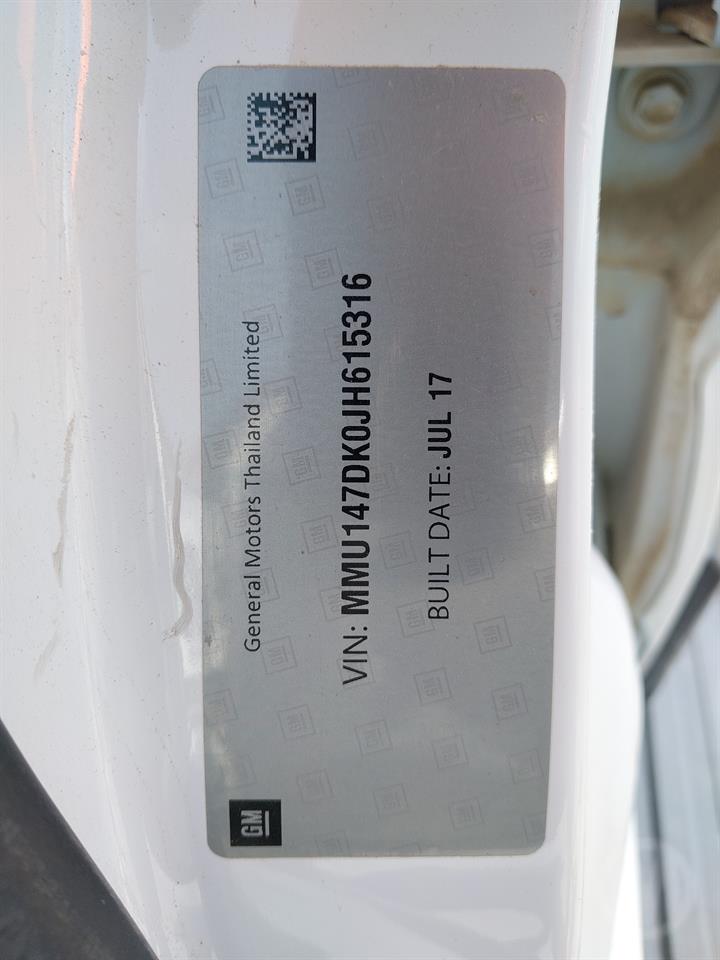 General Motors Thailand Limited
VIN: MMU147DK0JH615316
BUILT DATE: JUL 17
GM